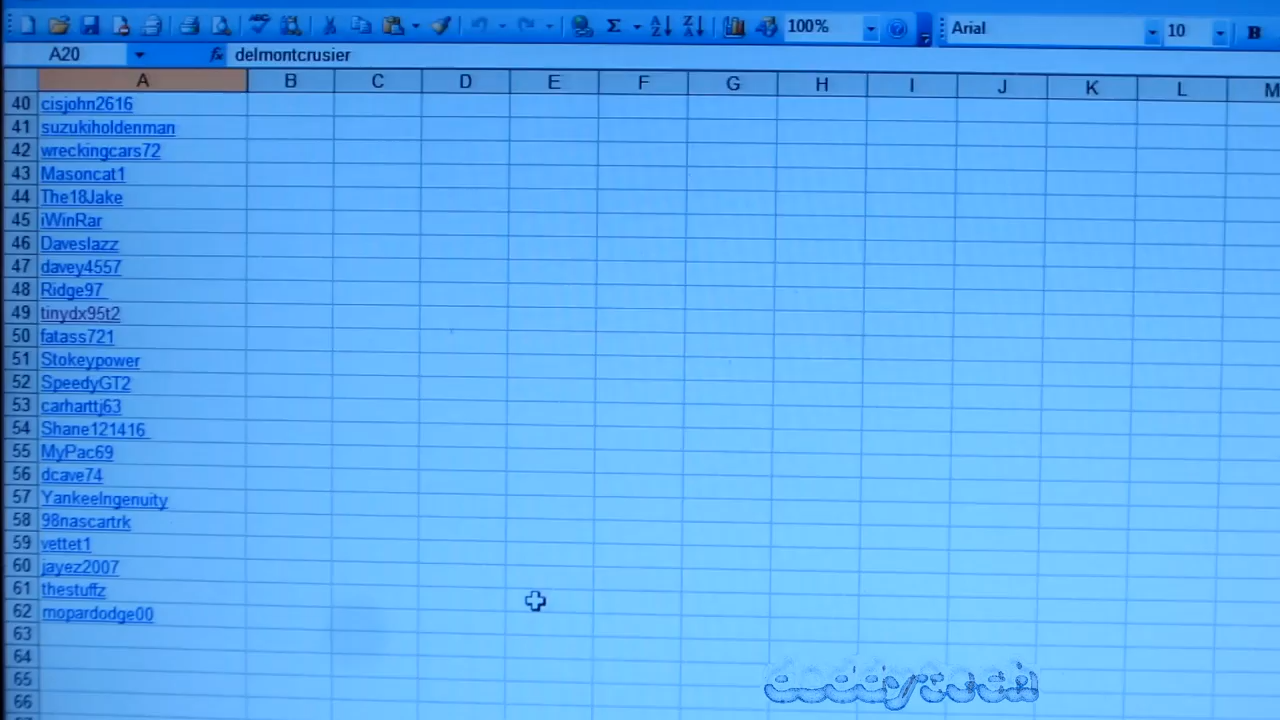 100%
Arial
10
B
A20
fx
delmontcrusier
A B C D E F G H I J K L M
40 cisjohn2616
41 suzukiholdenman
42 wreckingcars72
43 Masoncat1
44 The18Jake
45 iWinRar
46 Daveslazz
47 davey4557
48 Ridge97
49 tinydx95t2
50 fatass721
51 Stokeypower
52 SpeedyGT2
53 carharttj63
54 Shane121416
55 MyPac69
56 dcave74
57 YankeeIngenuity
58 98nascartrk
59 vettet1
60 jayez2007
61 thestuffz
62 mopardodge00
63
64
65
66